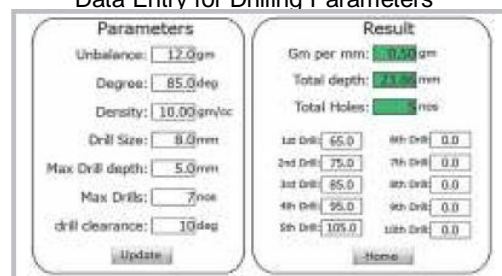 Data Entry for Drilling Parameters
Parameters
Unbalance: 12.0 gm
Degree: 85.0 deg
Density: 10.00 gm/cc
Drill Size: 8.0 mm
Max Drill depth: 5.0 mm
Max Drills: 7 nos
drill clearance: 10 deg
Update
Result
Gm per mm: 0.50 gm
Total depth: mm
Total Holes: 5 nos
1st Drill: 65.0 6th Drill: 0.0
2nd Drill: 75.0 7th Drill: 0.0
3rd Drill: 85.0 8th Drill: 0.0
4th Drill: 95.0 9th Drill: 0.0
5th Drill: 105.0 10th Drill: 0.0
Home